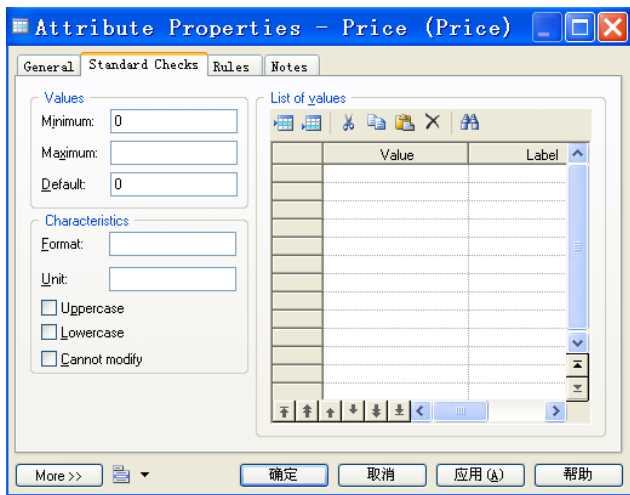 Attribute Properties - Price (Price)
General Standard Checks Rules Notes
Values
Minimum: 0
Maximum:
Default: 0
Characteristics
Format:
Unit:
Uppercase
Lowercase
Cannot modify
List of values
Value Label
More >> 确定 取消 应用(A) 帮助